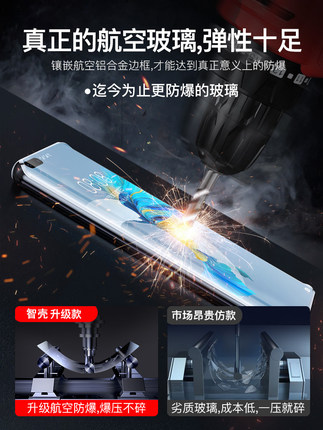 真正的航空玻璃,弹性十足
镶嵌航空铝合金边框,才能达到真正意义上的防爆
•迄今为止更防爆的玻璃
智壳 升级款
市场昂贵仿款
升级航空防爆,爆压不碎
劣质玻璃,成本低,一压就碎